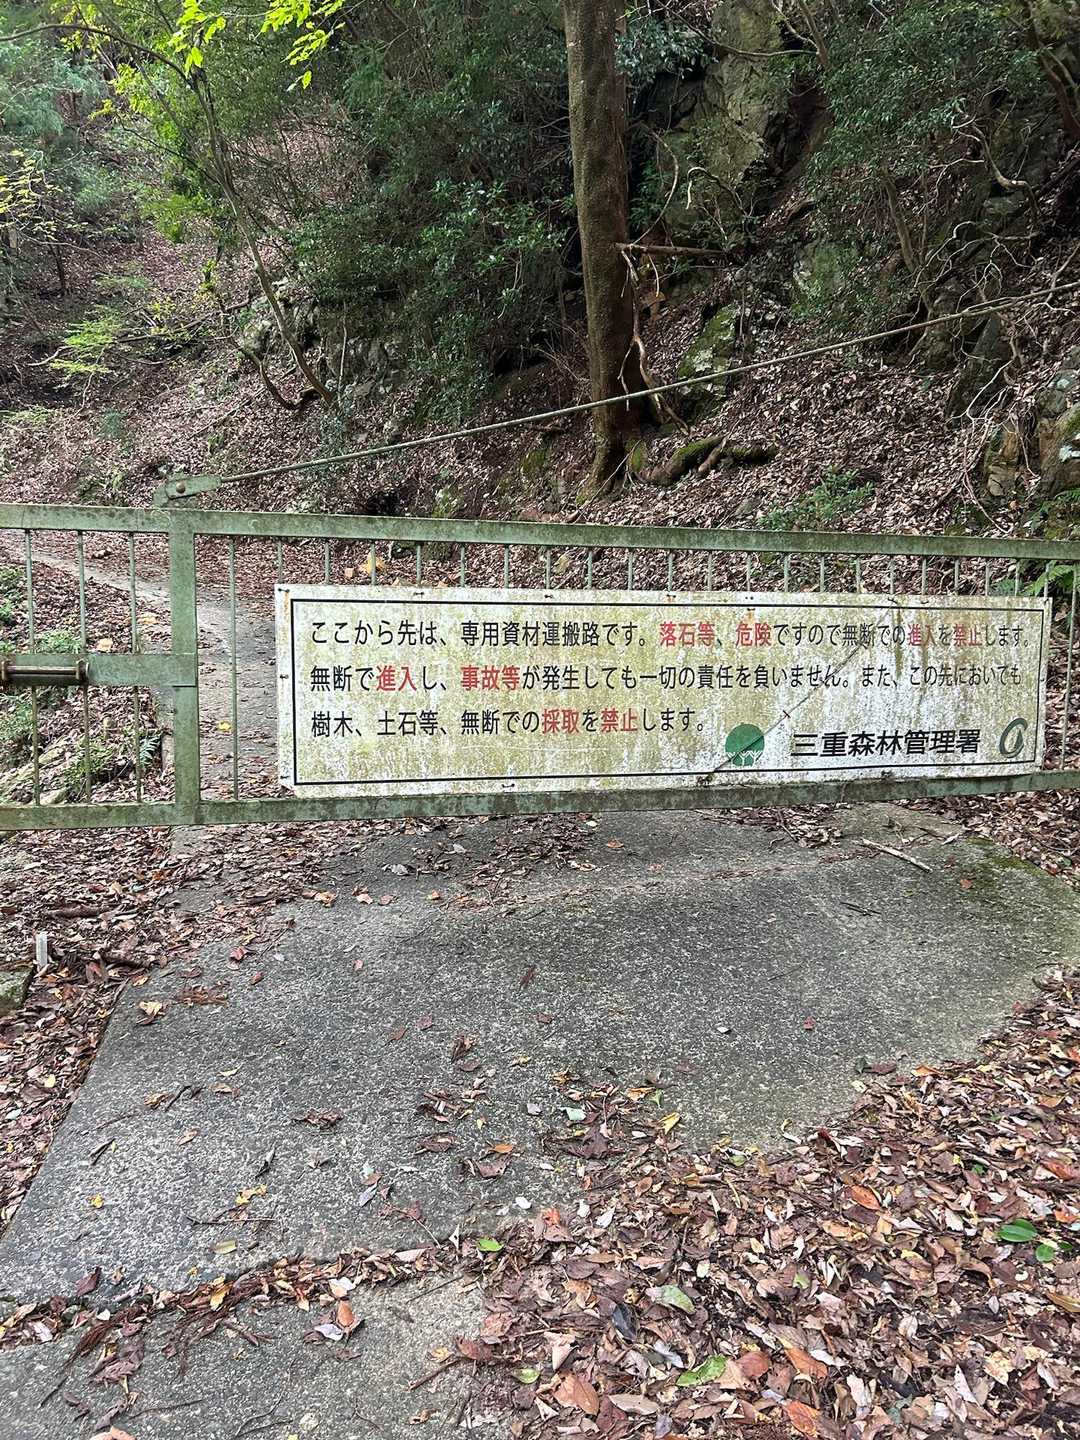 ここから先は、専用資材運搬路です。落石等、危険ですので無断での進入を禁止します。
無断で進入し、事故等が発生しても一切の責任を負いません。また、この先においても
樹木、土石等、無断での採取を禁止します。
三重森林管理署